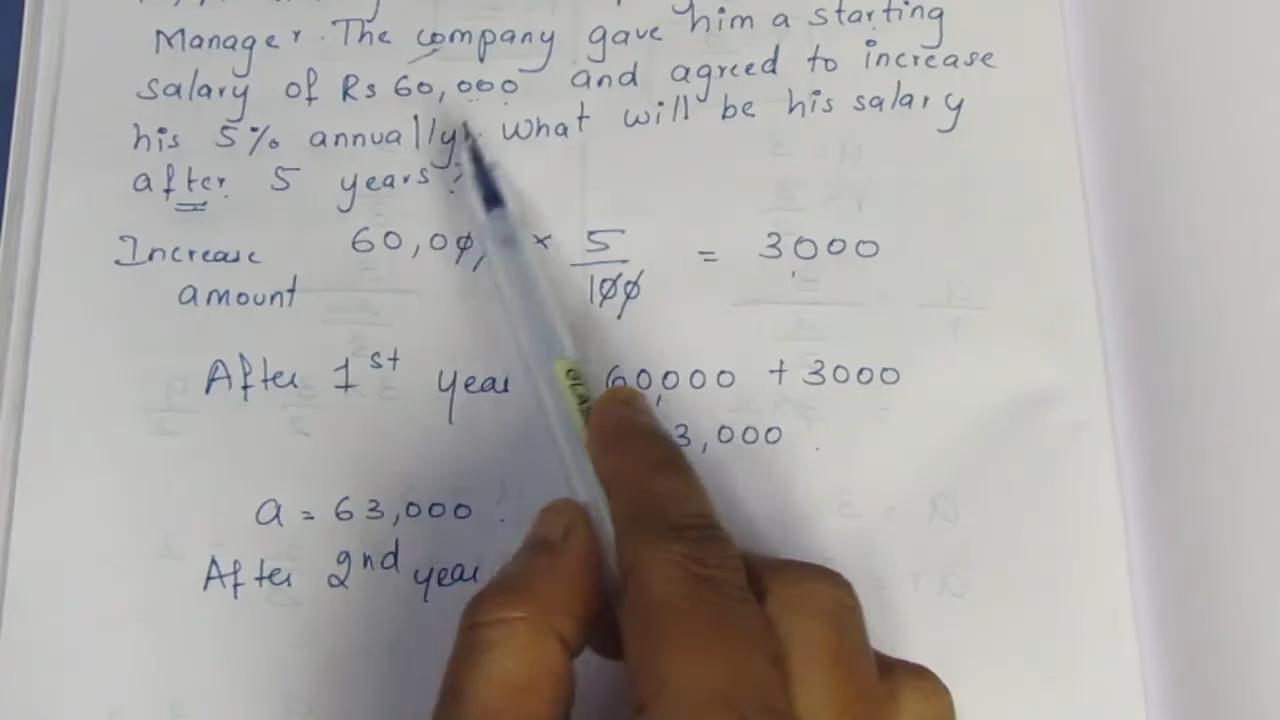 Manager. The company gave him a starting
salary of Rs 60,000 and agreed to increase
his 5% annually. what will be his salary
after 5 years?
Increase 60,00 × 5/100 = 3000
amount
After 1st year 60,000 + 3000
3,000
a = 63,000
After 2nd year